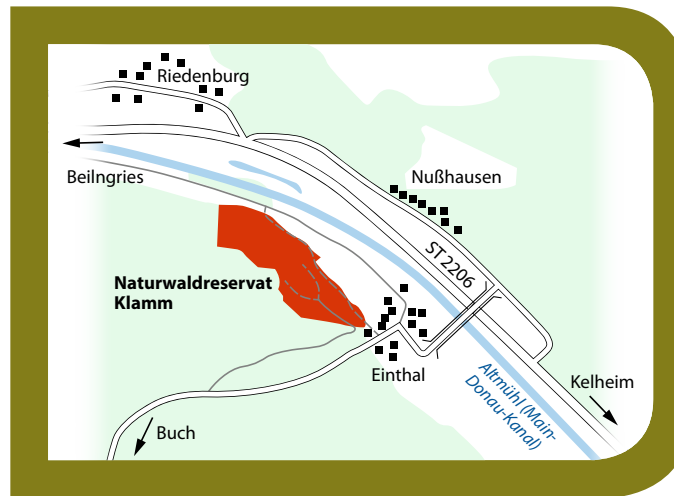 Riedenburg
Beilngries
Nußhausen
ST 2206
Naturwaldreservat
Klamm
Einthal
Altmühl (Main-
Donau-Kanal)
Kelheim
Buch